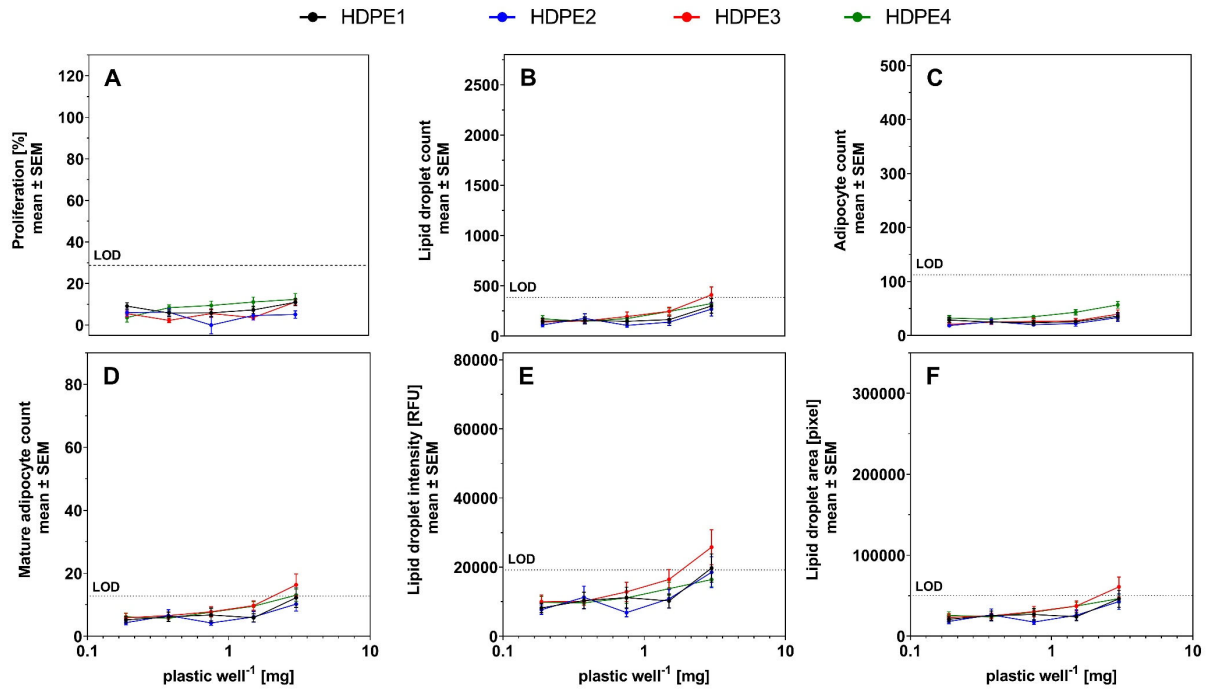 HDPE1 HDPE2 HDPE3 HDPE4
A
Proliferation [%]
mean ± SEM
120
100
80
60
40
20
0
LOD
B
Lipid droplet count
mean ± SEM
2500
2000
1500
1000
500
0
LOD
C
Adipocyte count
mean ± SEM
500
400
300
200
100
0
LOD
D
Mature adipocyte count
mean ± SEM
80
60
40
20
0
LOD
0.1 1 10
plastic well⁻¹ [mg]
E
Lipid droplet intensity [RFU]
mean ± SEM
80000
60000
40000
20000
0
LOD
0.1 1 10
plastic well⁻¹ [mg]
F
Lipid droplet area [pixel]
mean ± SEM
300000
200000
100000
0
LOD
0.1 1 10
plastic well⁻¹ [mg]